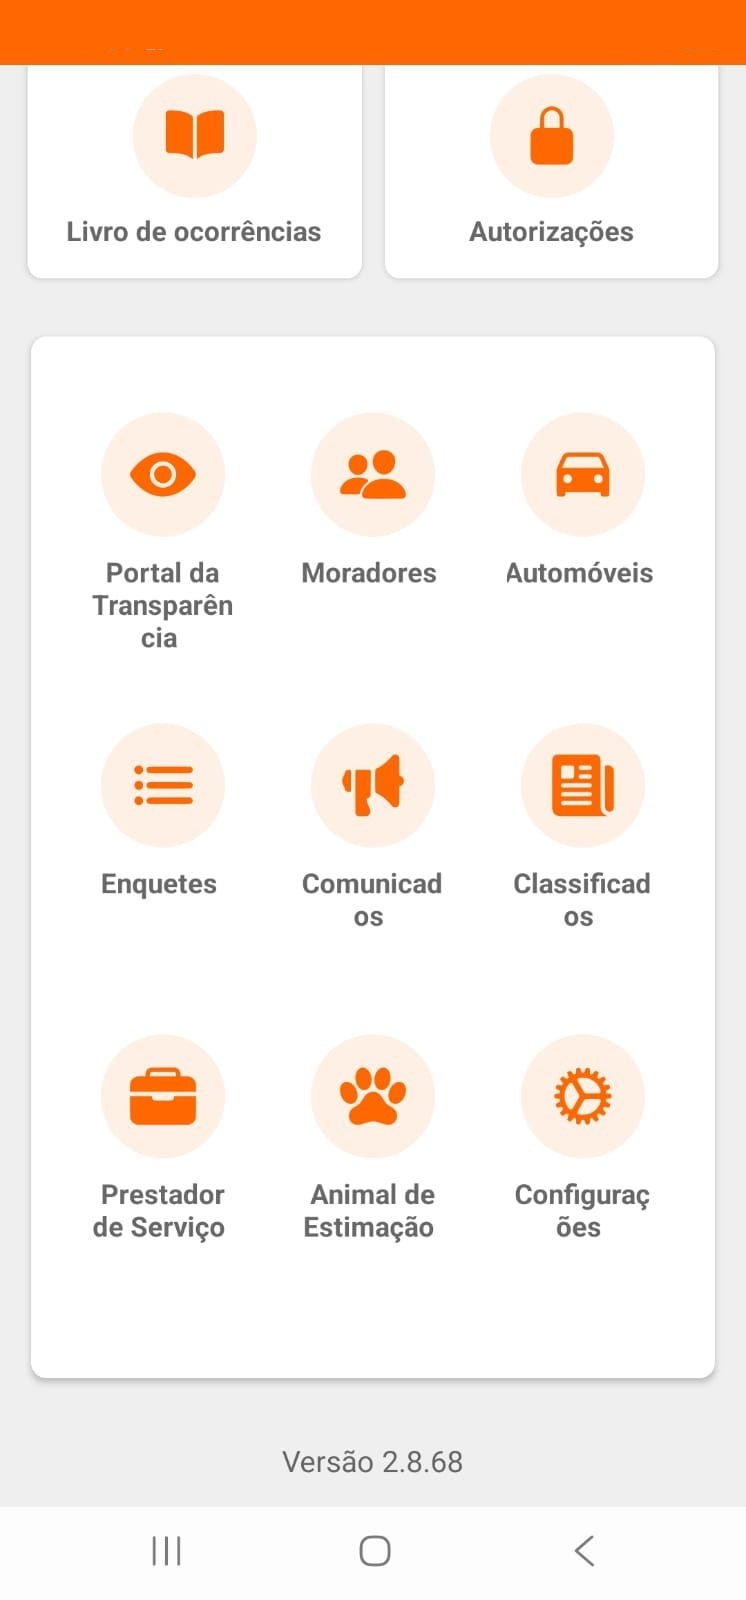 Livro de ocorrências
Autorizações
Portal da
Transparên
cia
Moradores
Automóveis
Enquetes
Comunicad
os
Classificad
os
Prestador
de Serviço
Animal de
Estimação
Configuraç
ões
Versão 2.8.68